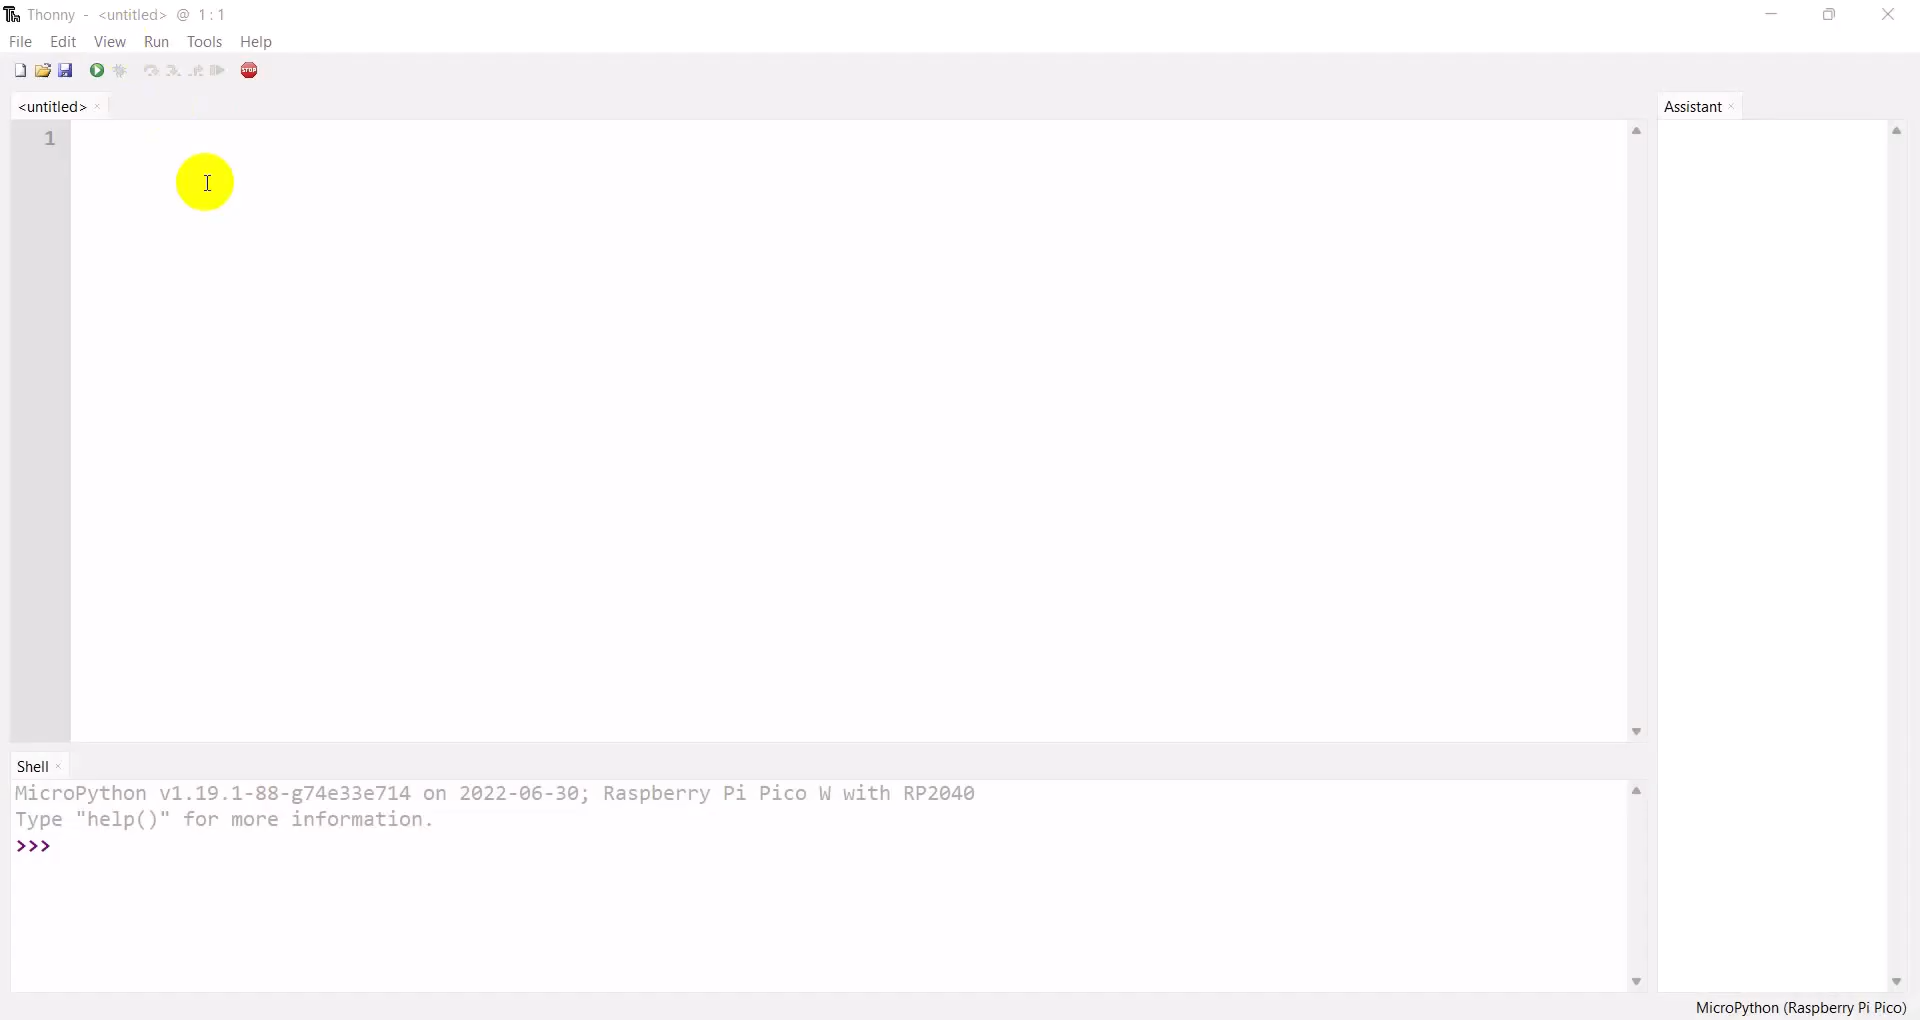 Thonny - <untitled> @ 1:1
File Edit View Run Tools Help
STOP
<untitled>
Assistant
1
Shell
MicroPython v1.19.1-88-g74e33e714 on 2022-06-30; Raspberry Pi Pico W with RP2040
Type "help()" for more information.
>>>
MicroPython (Raspberry Pi Pico)